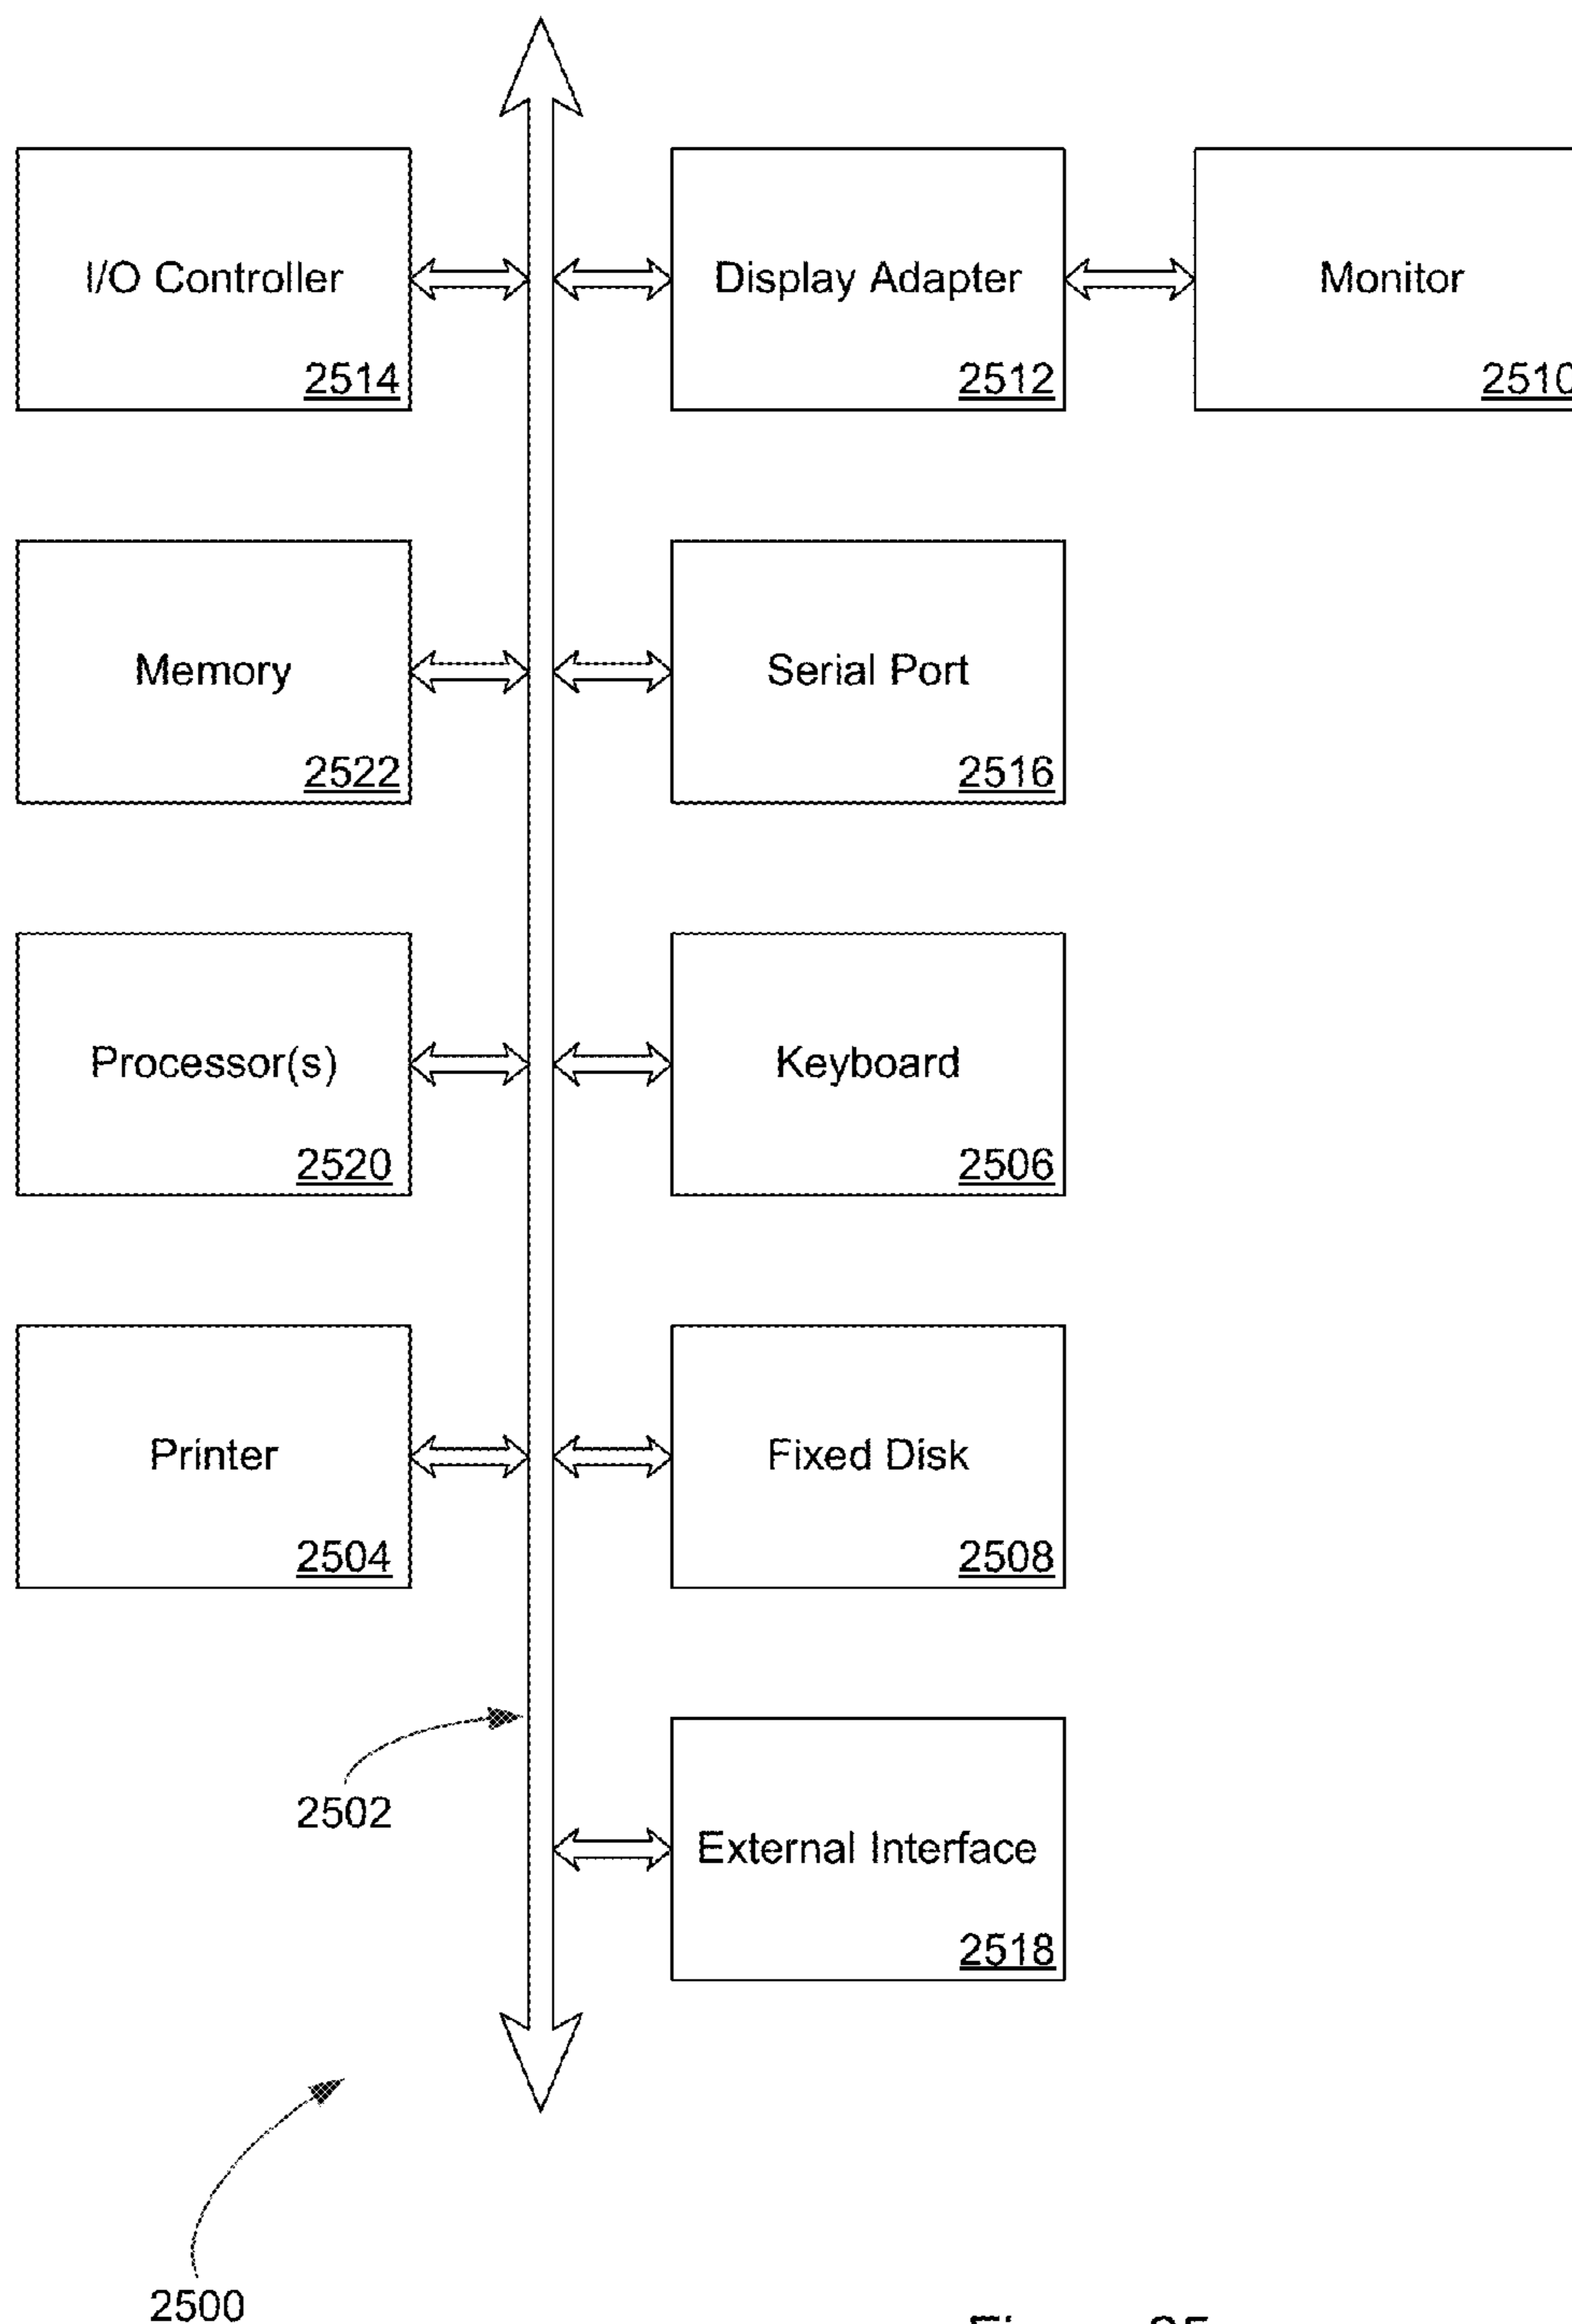 I/O Controller
2514
Display Adapter
2512
Monitor
2510
Memory
2522
Serial Port
2516
Processor(s)
2520
Keyboard
2506
Printer
2504
Fixed Disk
2508
2502
External Interface
2518
2500